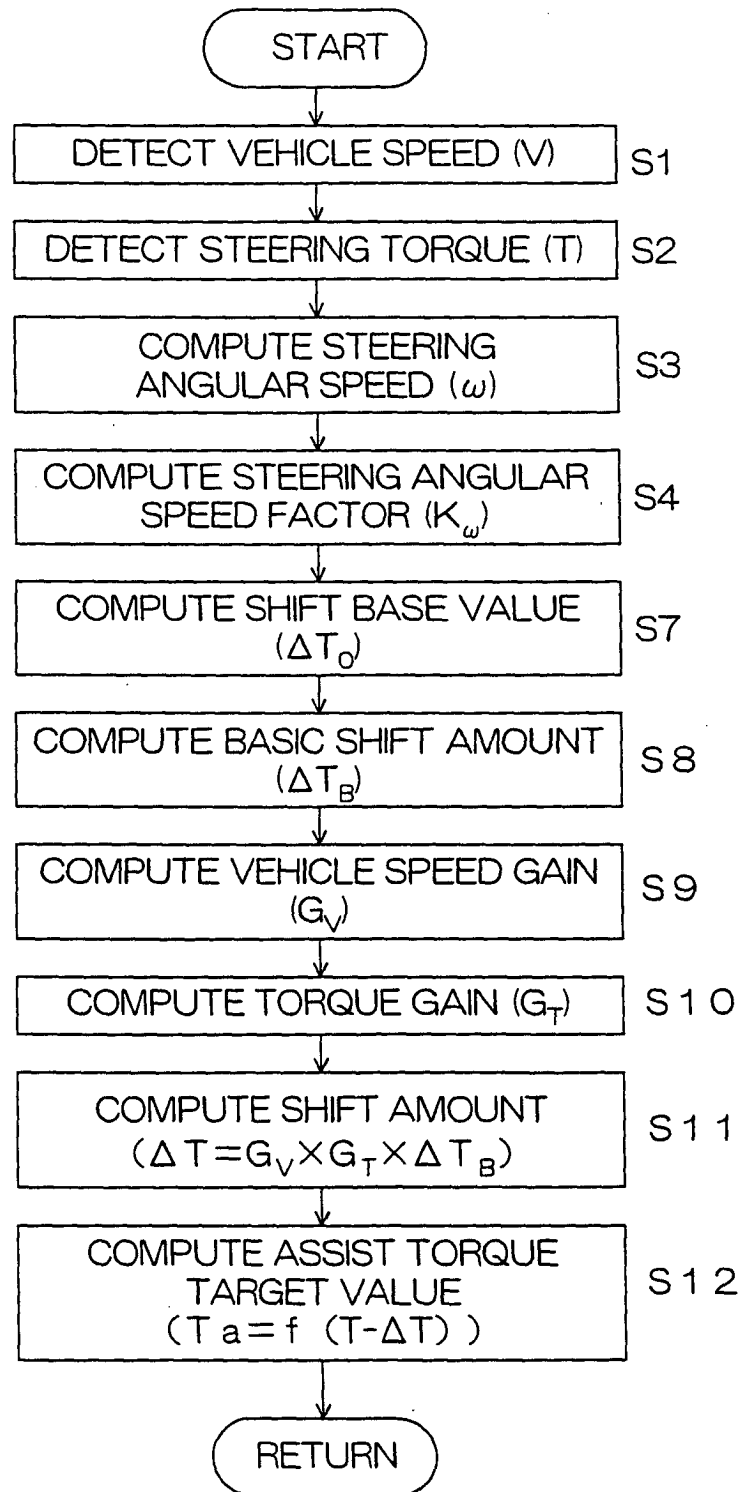 START
DETECT VEHICLE SPEED (V)
S1
DETECT STEERING TORQUE (T)
S2
COMPUTE STEERING
ANGULAR SPEED (ω)
S3
COMPUTE STEERING ANGULAR
SPEED FACTOR (Kω)
S4
COMPUTE SHIFT BASE VALUE
(ΔT0)
S7
COMPUTE BASIC SHIFT AMOUNT
(ΔTB)
S8
COMPUTE VEHICLE SPEED GAIN
(GV)
S9
COMPUTE TORQUE GAIN (GT)
S10
COMPUTE SHIFT AMOUNT
(ΔT=GV×GT×ΔTB)
S11
COMPUTE ASSIST TORQUE
TARGET VALUE
(Ta=f (T-ΔT))
S12
RETURN